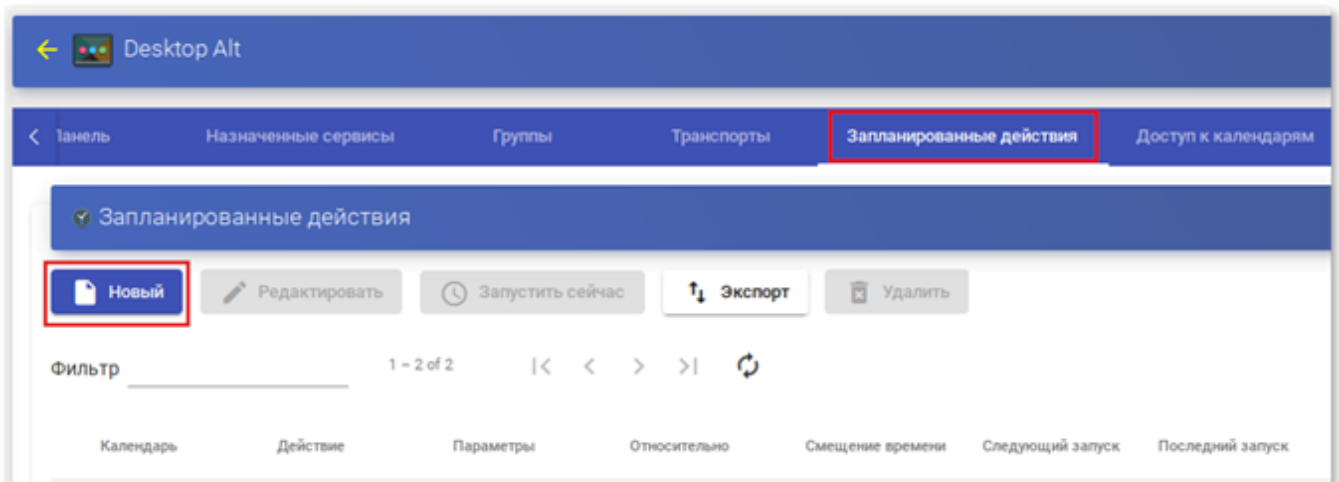 Desktop Alt
Панель Назначенные сервисы Группы Транспорты Запланированные действия Доступ к календарям
Запланированные действия
Новый Редактировать Запустить сейчас Экспорт Удалить
Фильтр 1 – 2 of 2
Календарь Действие Параметры Относительно Смещение времени Следующий запуск Последний запуск